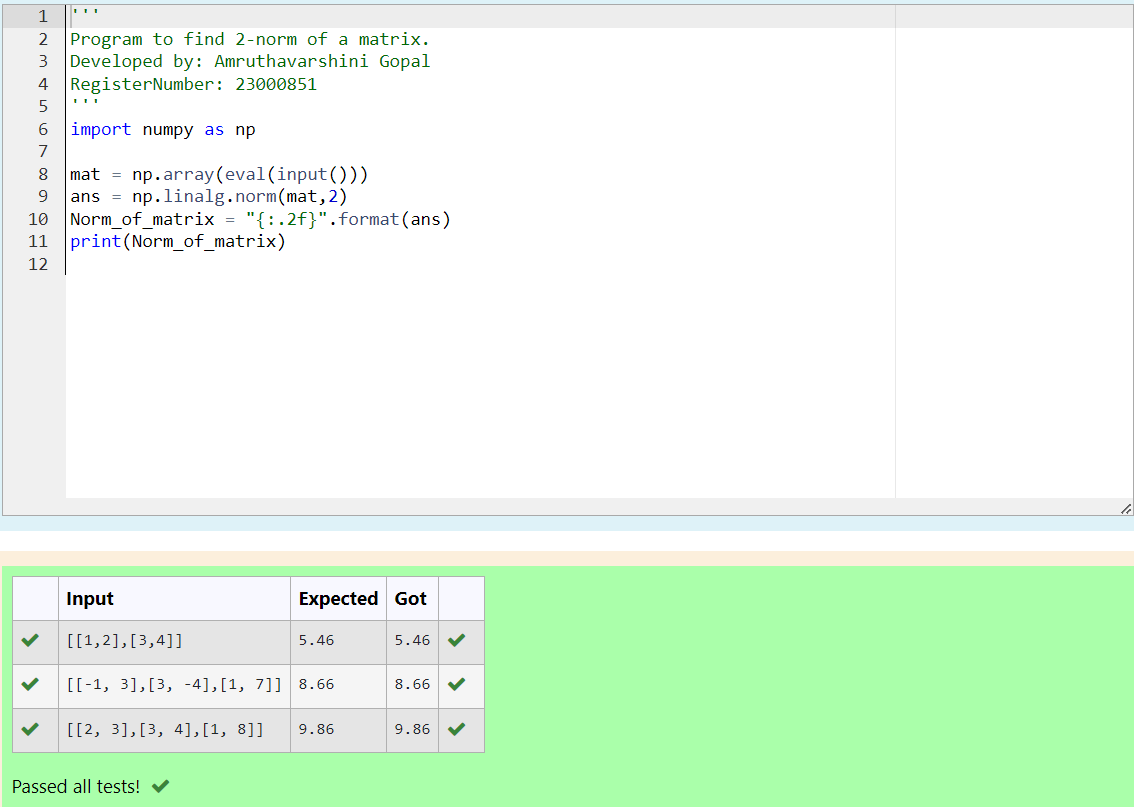 1 '''
2 Program to find 2-norm of a matrix.
3 Developed by: Amruthavarshini Gopal
4 RegisterNumber: 23000851
5 '''
6 import numpy as np
7
8 mat = np.array(eval(input()))
9 ans = np.linalg.norm(mat,2)
10 Norm_of_matrix = "{:.2f}".format(ans)
11 print(Norm_of_matrix)
12
Input Expected Got
[[1,2],[3,4]] 5.46 5.46
[[-1, 3],[3, -4],[1, 7]] 8.66 8.66
[[2, 3],[3, 4],[1, 8]] 9.86 9.86
Passed all tests!